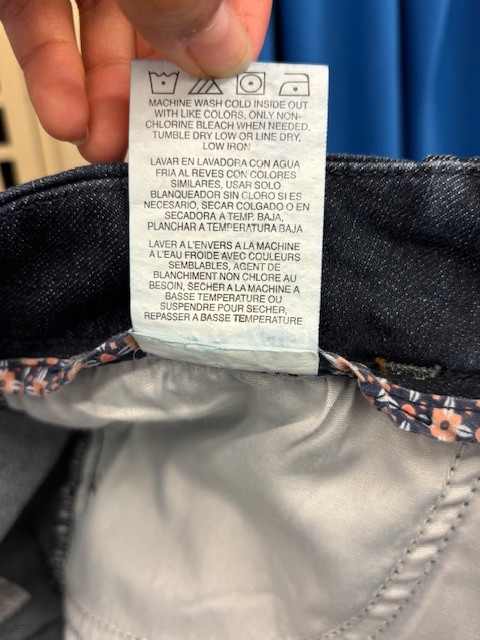 MACHINE WASH COLD INSIDE OUT
WITH LIKE COLORS, ONLY NON-
CHLORINE BLEACH WHEN NEEDED,
TUMBLE DRY LOW OR LINE DRY,
LOW IRON
LAVAR EN LAVADORA CON AGUA
FRIA AL REVES CON COLORES
SIMILARES, USAR SOLO
BLANQUEADOR SIN CLORO SI ES
NECESARIO, SECAR COLGADO O EN
SECADORA A TEMP. BAJA,
PLANCHAR A TEMPERATURA BAJA
LAVER A L'ENVERS A LA MACHINE
A L'EAU FROIDE AVEC COULEURS
SEMBLABLES, AGENT DE
BLANCHIMENT NON CHLORE AU
BESOIN, SECHER A LA MACHINE A
BASSE TEMPERATURE OU
SUSPENDRE POUR SECHER,
REPASSER A BASSE TEMPERATURE